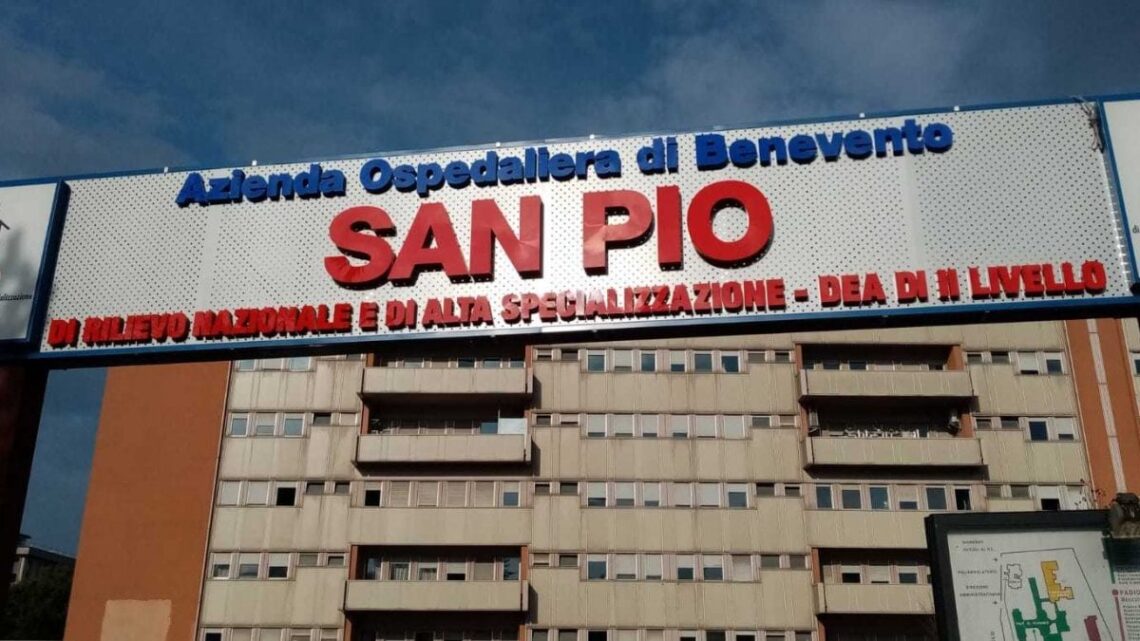 Azienda Ospedaliera di Benevento
SAN PIO
DI RILIEVO NAZIONALE E DI ALTA SPECIALIZZAZIONE - DEA DI II LIVELLO